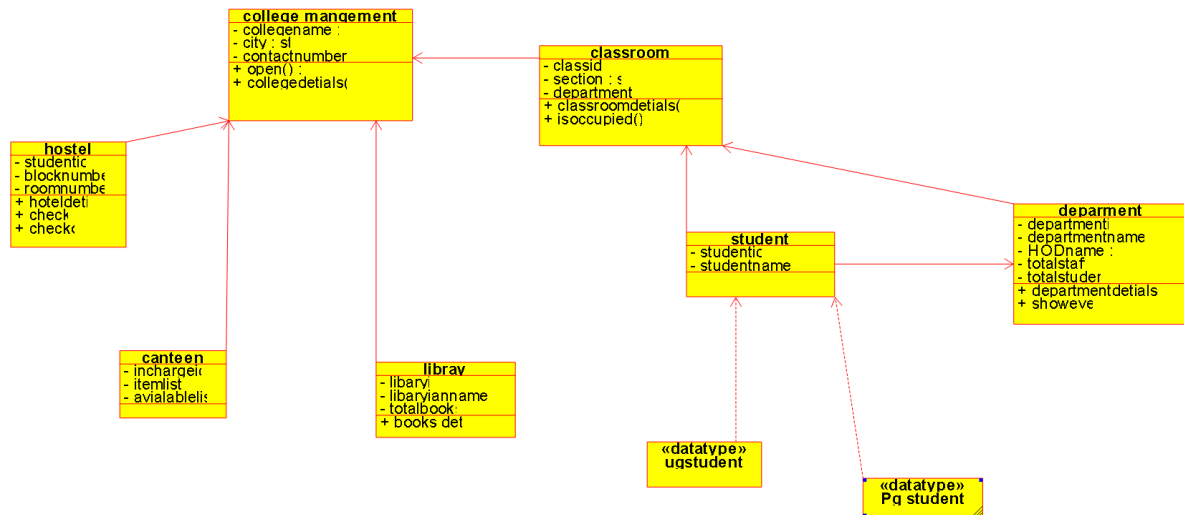 college mangement
- collegename :
- city : st
- contactnumber
+ open() :
+ collegedetials(
classroom
- classid
- section : s
- department
+ classroomdetials(
+ isoccupied()
hostel
- studentic
- blocknumbe
- roomnumbe
+ hoteldeti
+ check
+ checkc
deparment
- departmenti
- departmentname
- HODname :
- totalstaf
- totalstuder
+ departmentdetials
+ showeve
student
- studentic
- studentname
canteen
- inchargeic
- itemlist
- avialablelis
libray
- libaryi
- libaryianname
- totalbook
+ books det
«datatype»
ugstudent
«datatype»
Pg student